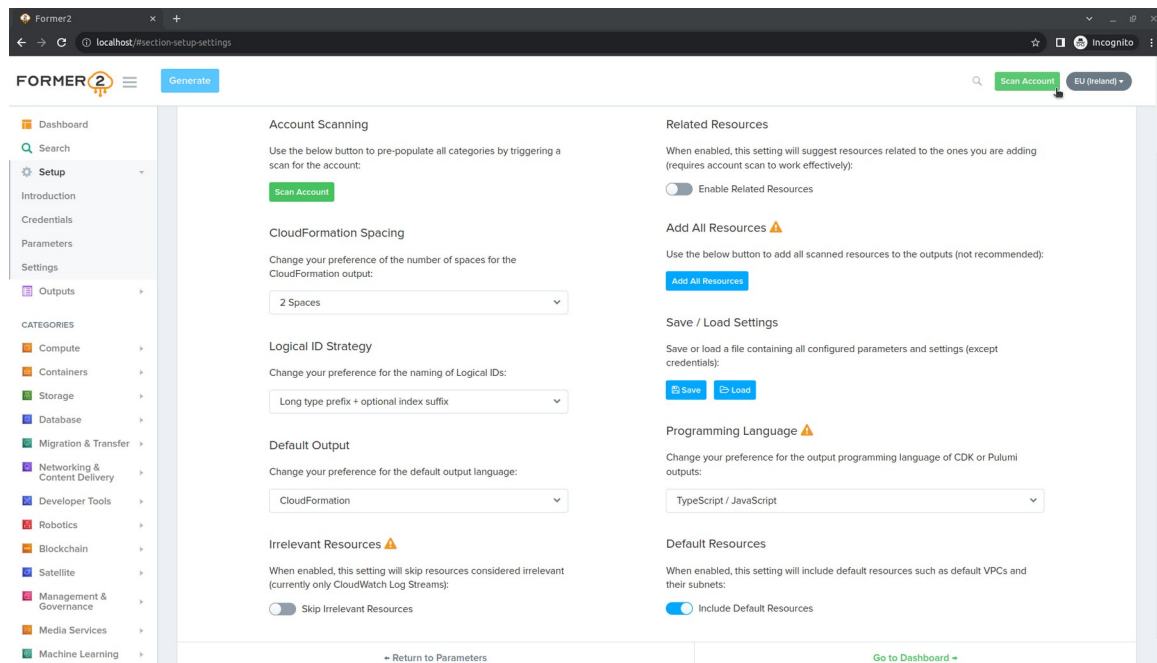 Former2
localhost/#section-setup-settings
Incognito
FORMER2
Generate
Scan Account
EU (Ireland)
Dashboard
Search
Setup
Introduction
Credentials
Parameters
Settings
Outputs
CATEGORIES
Compute
Containers
Storage
Database
Migration & Transfer
Networking &
Content Delivery
Developer Tools
Robotics
Blockchain
Satellite
Management &
Governance
Media Services
Machine Learning
Account Scanning
Use the below button to pre-populate all categories by triggering a
scan for the account:
Scan Account
CloudFormation Spacing
Change your preference of the number of spaces for the
CloudFormation output:
2 Spaces
Logical ID Strategy
Change your preference for the naming of Logical IDs:
Long type prefix + optional index suffix
Default Output
Change your preference for the default output language:
CloudFormation
Irrelevant Resources
When enabled, this setting will skip resources considered irrelevant
(currently only CloudWatch Log Streams):
Skip Irrelevant Resources
Related Resources
When enabled, this setting will suggest resources related to the ones you are adding
(requires account scan to work effectively):
Enable Related Resources
Add All Resources
Use the below button to add all scanned resources to the outputs (not recommended):
Add All Resources
Save / Load Settings
Save or load a file containing all configured parameters and settings (except
credentials):
Save
Load
Programming Language
Change your preference for the output programming language of CDK or Pulumi
outputs:
TypeScript / JavaScript
Default Resources
When enabled, this setting will include default resources such as default VPCs and
their subnets:
Include Default Resources
← Return to Parameters
Go to Dashboard →